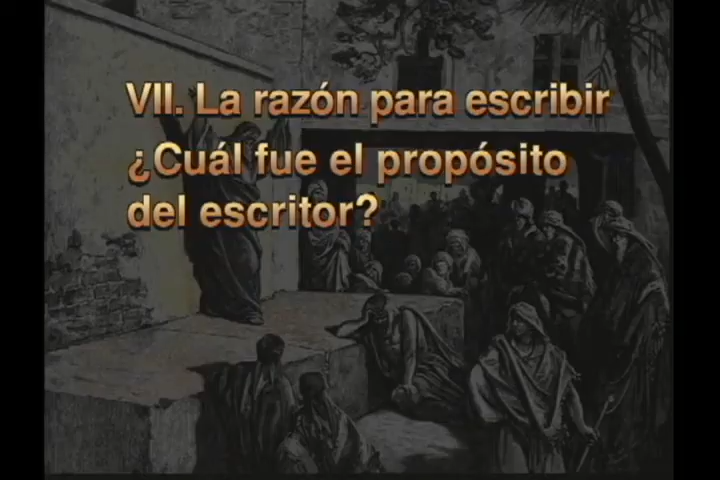 VII. La razón para escribir
¿Cuál fue el propósito
del escritor?